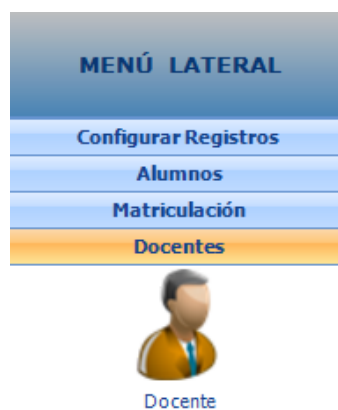 MENÚ LATERAL
Configurar Registros
Alumnos
Matriculación
Docentes
Docente